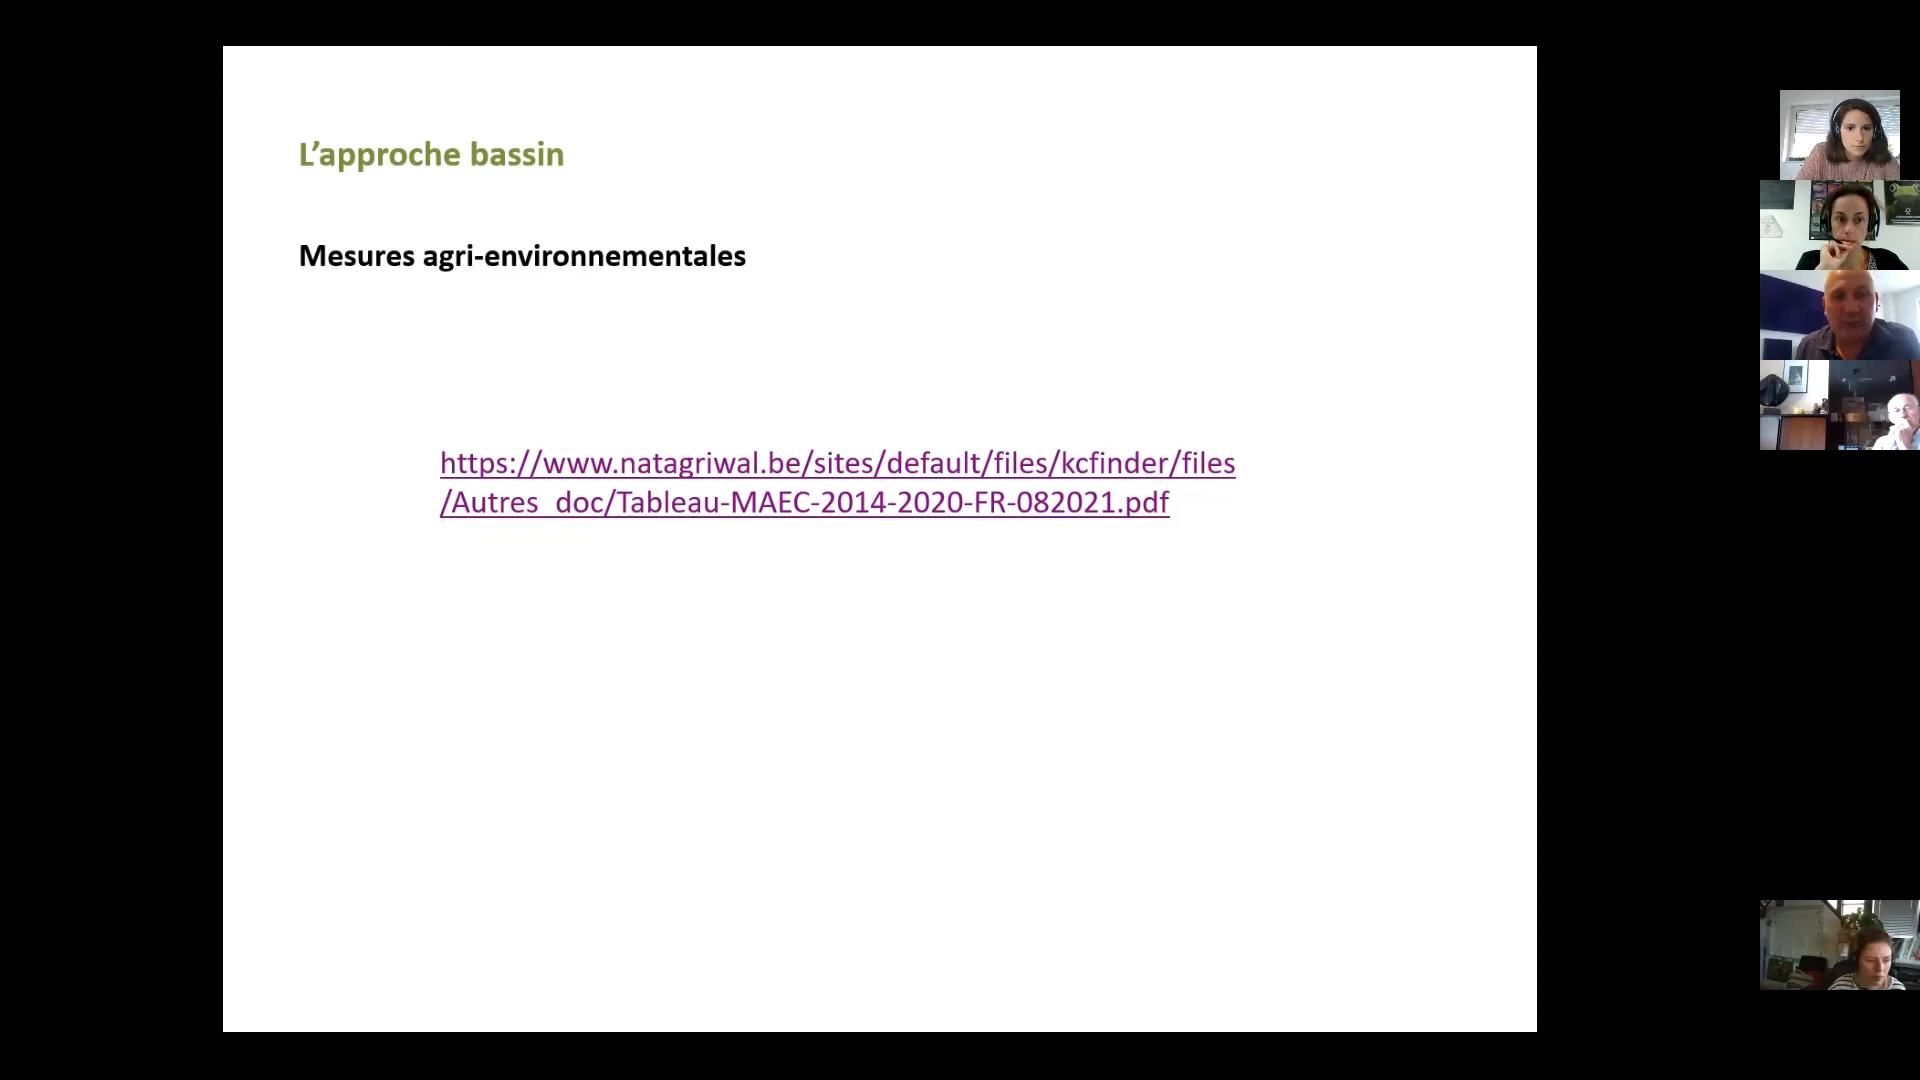 L’approche bassin
Mesures agri-environnementales
https://www.natagriwal.be/sites/default/files/kcfinder/files
/Autres_doc/Tableau-MAEC-2014-2020-FR-082021.pdf